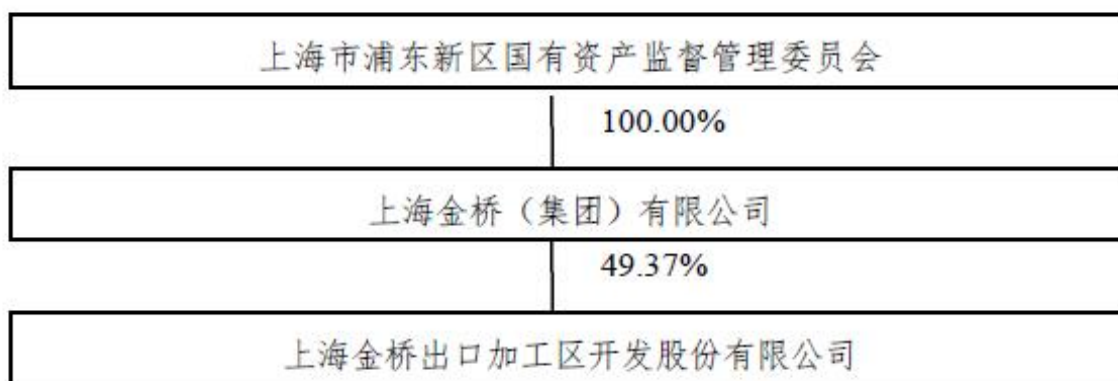 上海市浦东新区国有资产监督管理委员会
100.00%
上海金桥（集团）有限公司
49.37%
上海金桥出口加工区开发股份有限公司